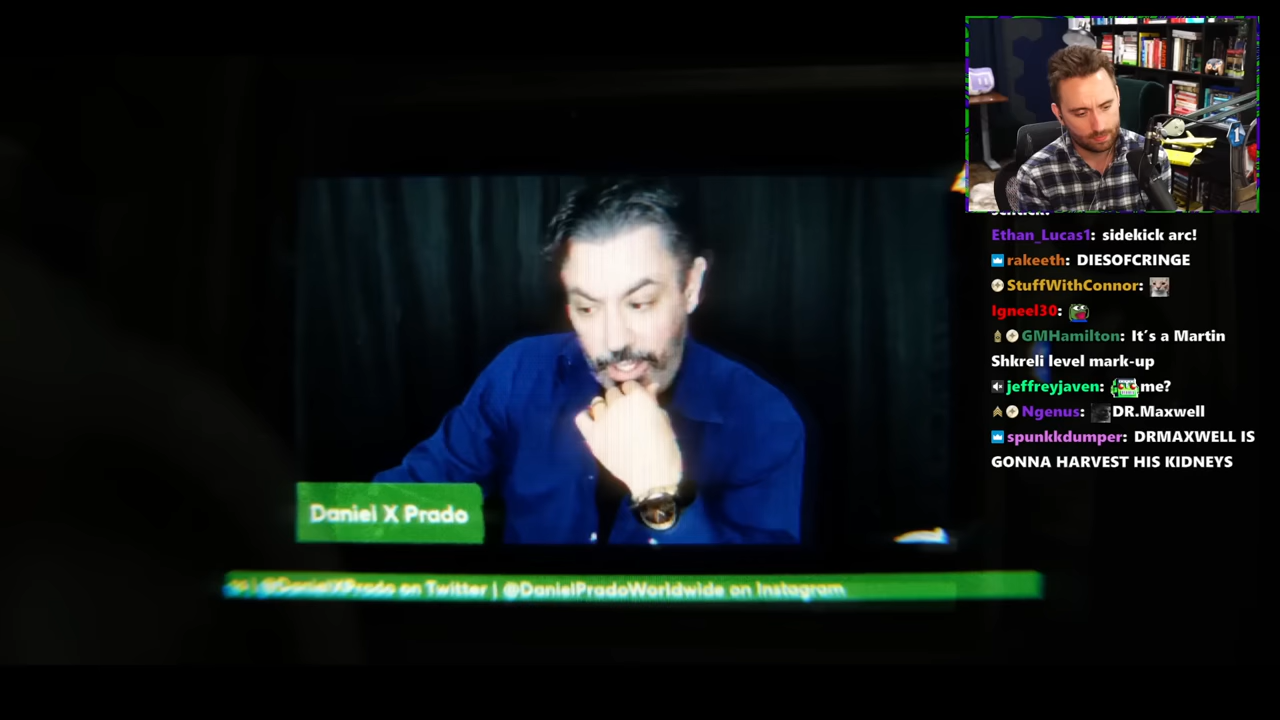 Ethan_Lucas1: sidekick arc!
rakeeth: DIESOFCRINGE
StuffWithConnor:
Igneel30:
GMHamilton: It´s a Martin
Shkreli level mark-up
jeffreyjaven: me?
Ngenus: DR.Maxwell
spunkkdumper: DRMAXWELL IS
GONNA HARVEST HIS KIDNEYS
Daniel X Prado
@DanielXPrado on Twitter | @DanielPradoWorldwide on Instagram